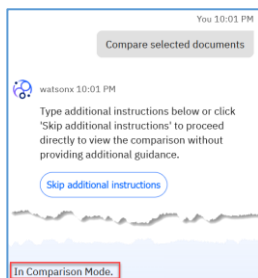 You 10:01 PM
Compare selected documents
watsonx 10:01 PM
Type additional instructions below or click
'Skip additional instructions' to proceed
directly to view the comparison without
providing additional guidance.
Skip additional instructions
In Comparison Mode.